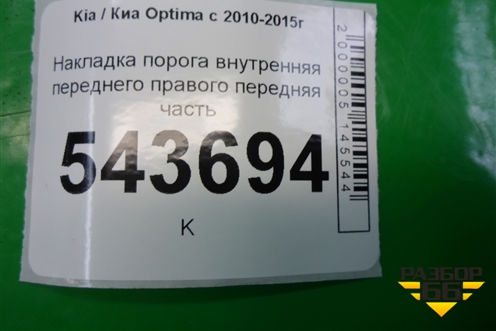 Kia / Киа Optima с 2010-2015г
Накладка порога внутренняя
переднего правого передняя
часть
543694
К
2000005145544
РАЗБОР
66